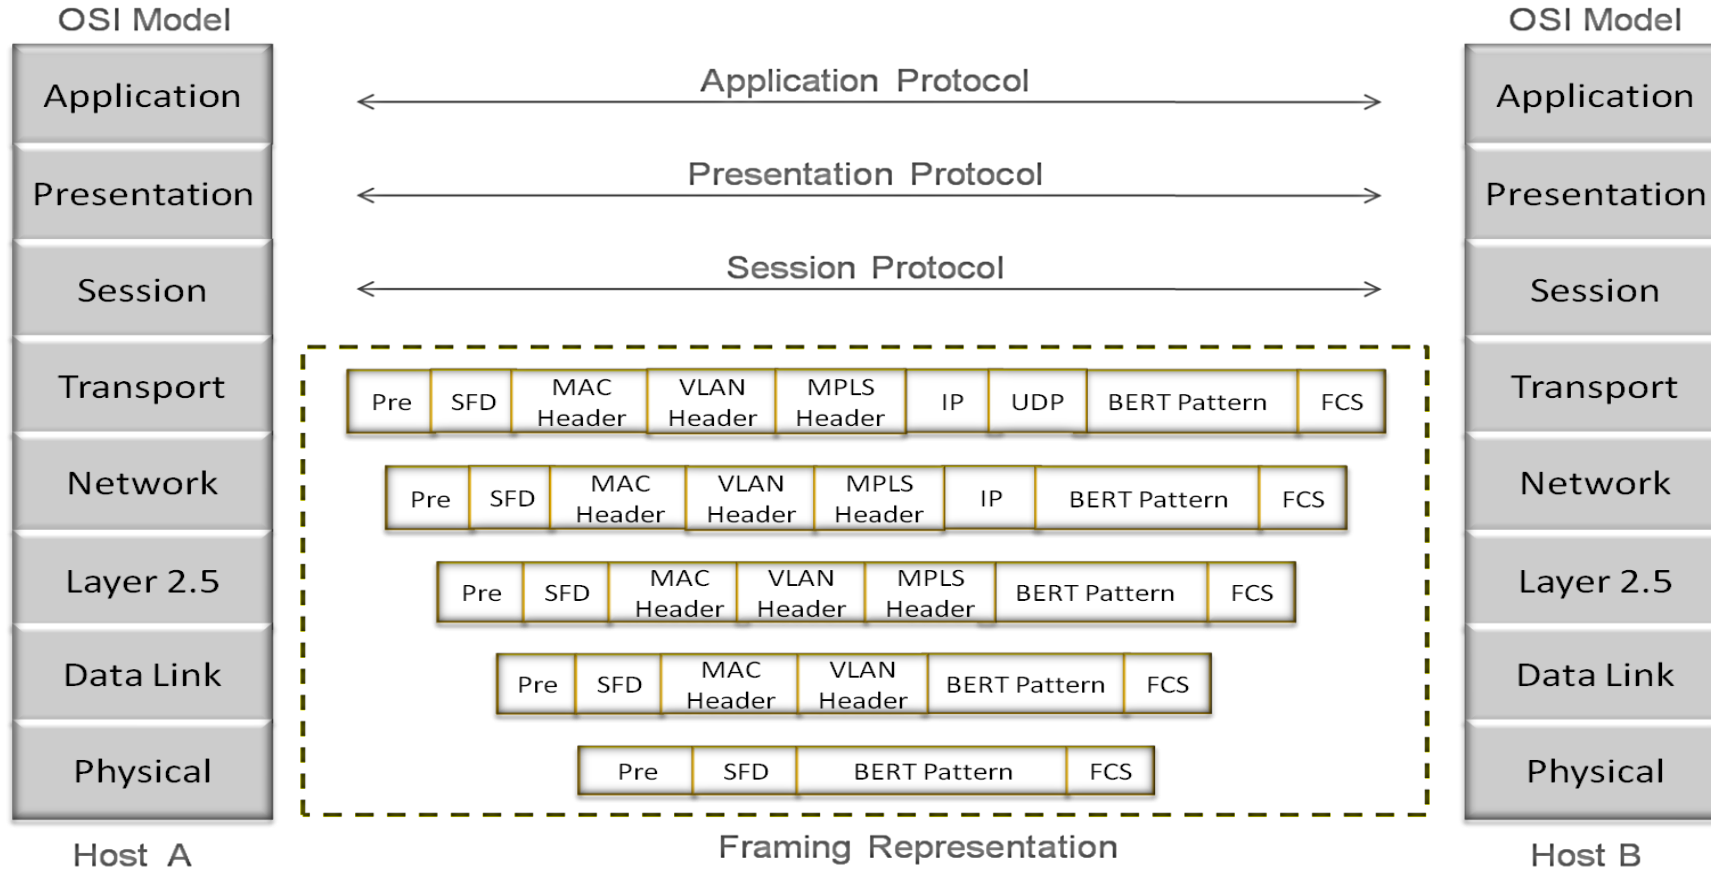 OSI Model
OSI Model
Application
Application Protocol
Application
Presentation
Presentation Protocol
Presentation
Session
Session Protocol
Session
Transport
Pre SFD MAC Header VLAN Header MPLS Header IP UDP BERT Pattern FCS
Transport
Network
Pre SFD MAC Header VLAN Header MPLS Header IP BERT Pattern FCS
Network
Layer 2.5
Pre SFD MAC Header VLAN Header MPLS Header BERT Pattern FCS
Layer 2.5
Data Link
Pre SFD MAC Header VLAN Header BERT Pattern FCS
Data Link
Physical
Pre SFD BERT Pattern FCS
Physical
Host A
Framing Representation
Host B